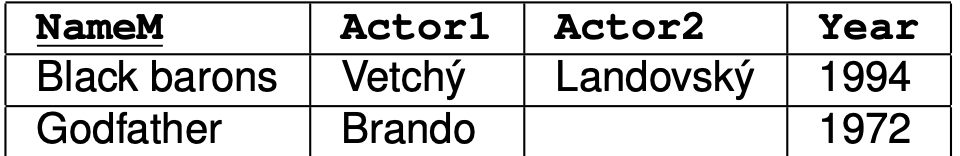 NameM Actor1 Actor2 Year
Black barons Vetchý Landovský 1994
Godfather Brando 1972